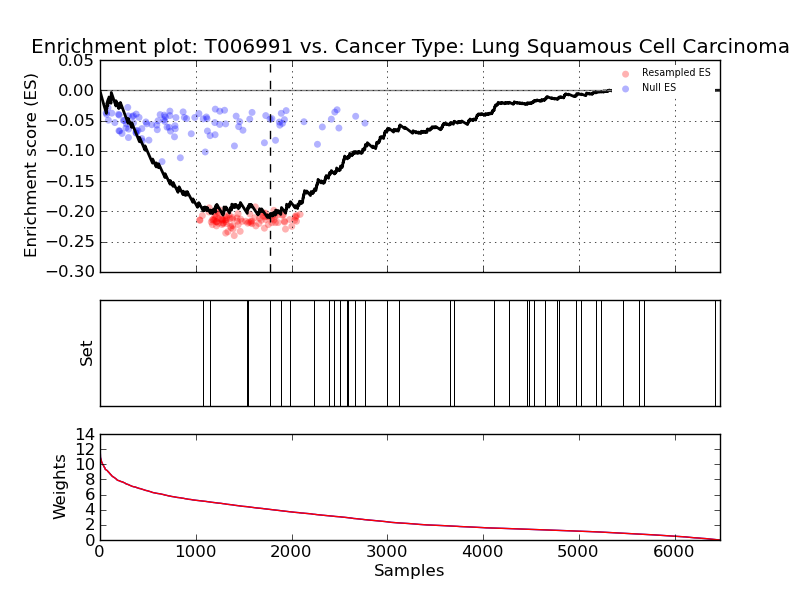 Enrichment plot: T006991 vs. Cancer Type: Lung Squamous Cell Carcinoma
0.05
0.00
−0.05
−0.10
−0.15
−0.20
−0.25
−0.30
Enrichment score (ES)
Resampled ES
Null ES
Set
14
12
10
8
6
4
2
0
Weights
0 1000 2000 3000 4000 5000 6000
Samples